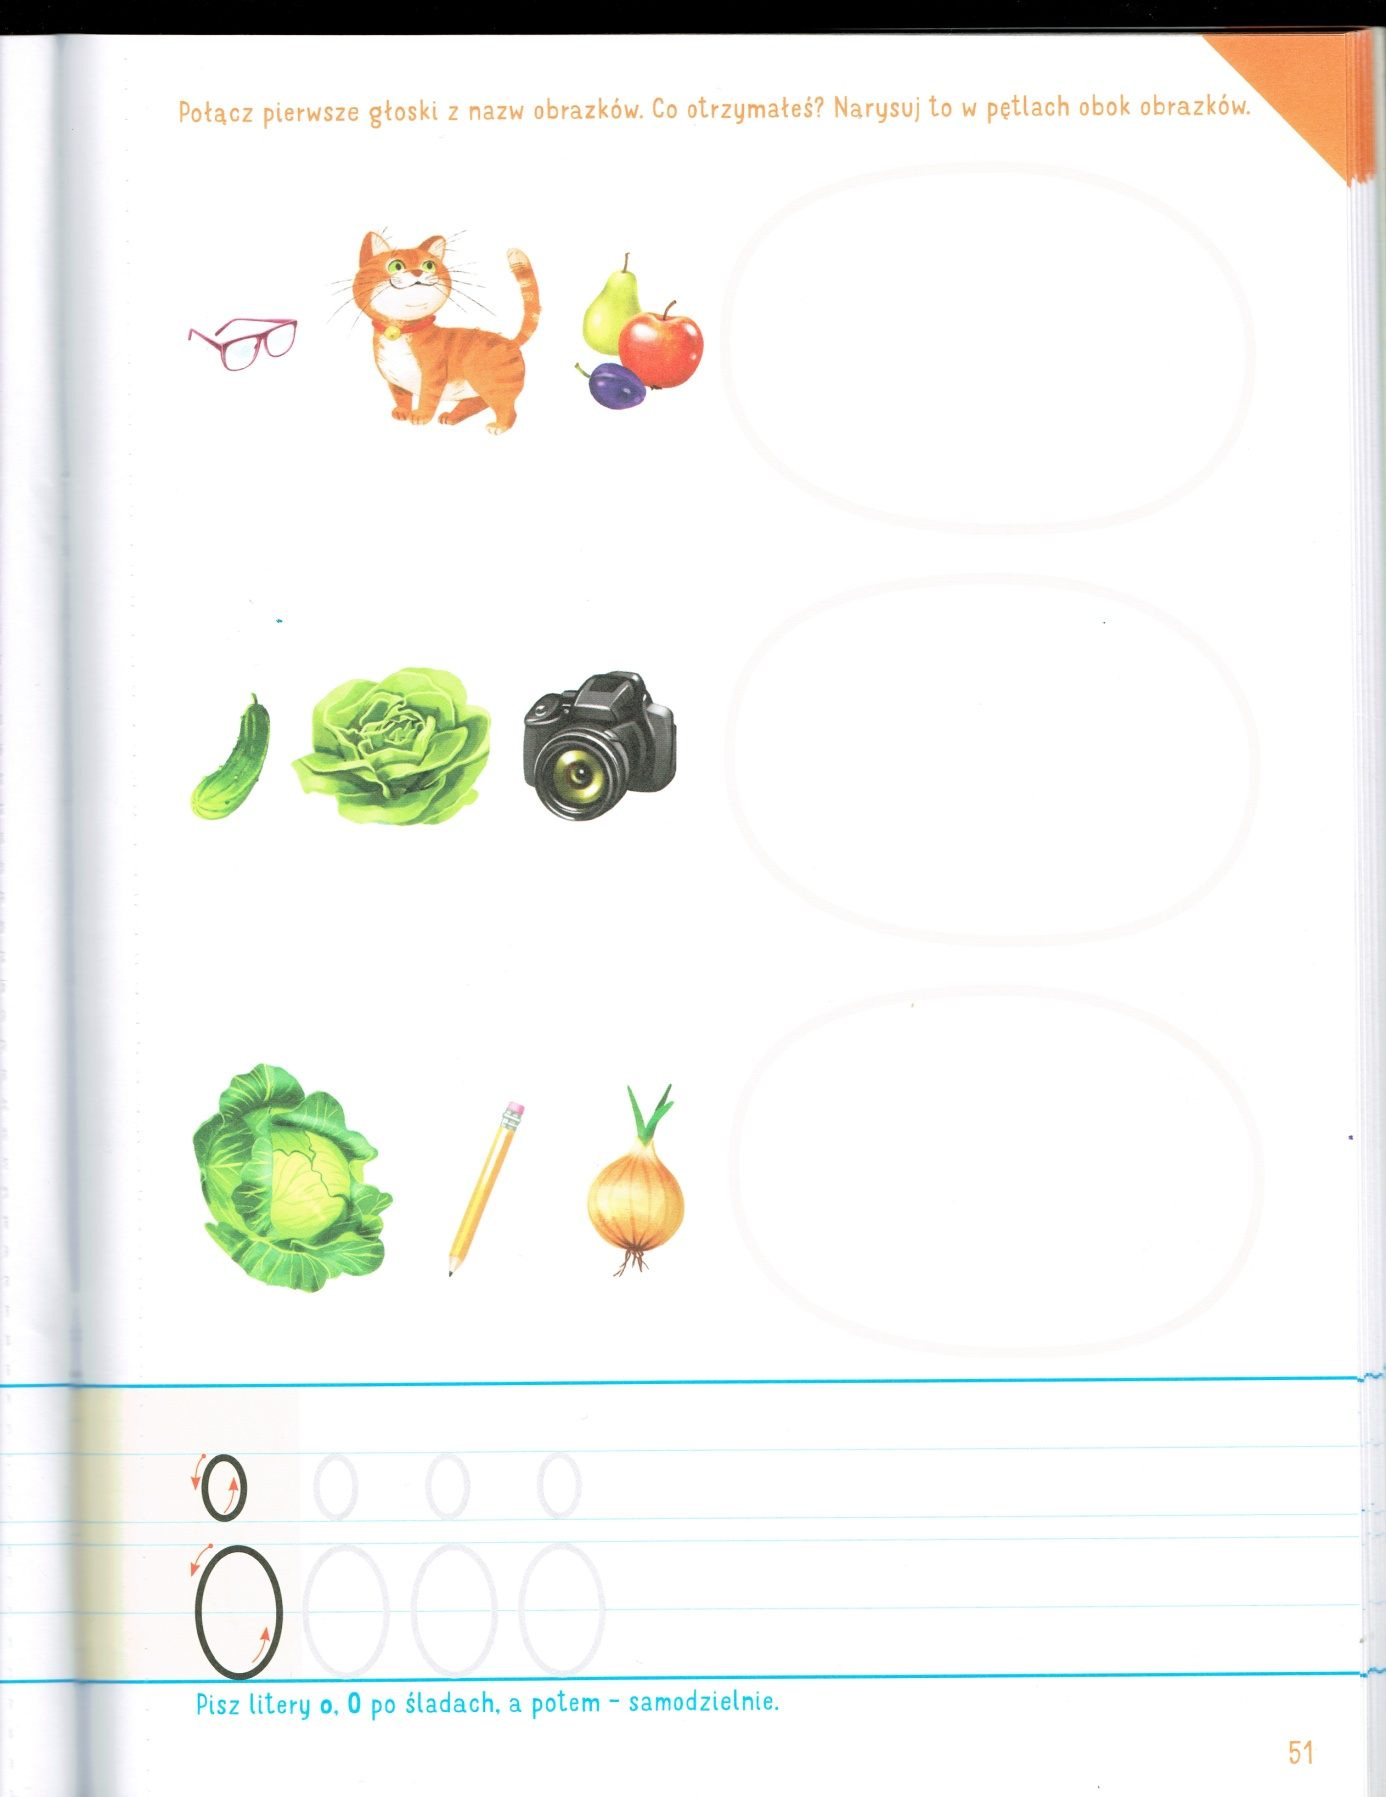 Połącz pierwsze głoski z nazw obrazków. Co otrzymałeś? Narysuj to w pętlach obok obrazków.
o o o o
O O O O
Pisz litery o, O po śladach, a potem – samodzielnie.
51